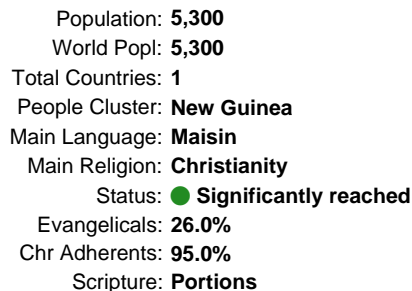 Population: 5,300
World Popl: 5,300
Total Countries: 1
People Cluster: New Guinea
Main Language: Maisin
Main Religion: Christianity
Status: Significantly reached
Evangelicals: 26.0%
Chr Adherents: 95.0%
Scripture: Portions